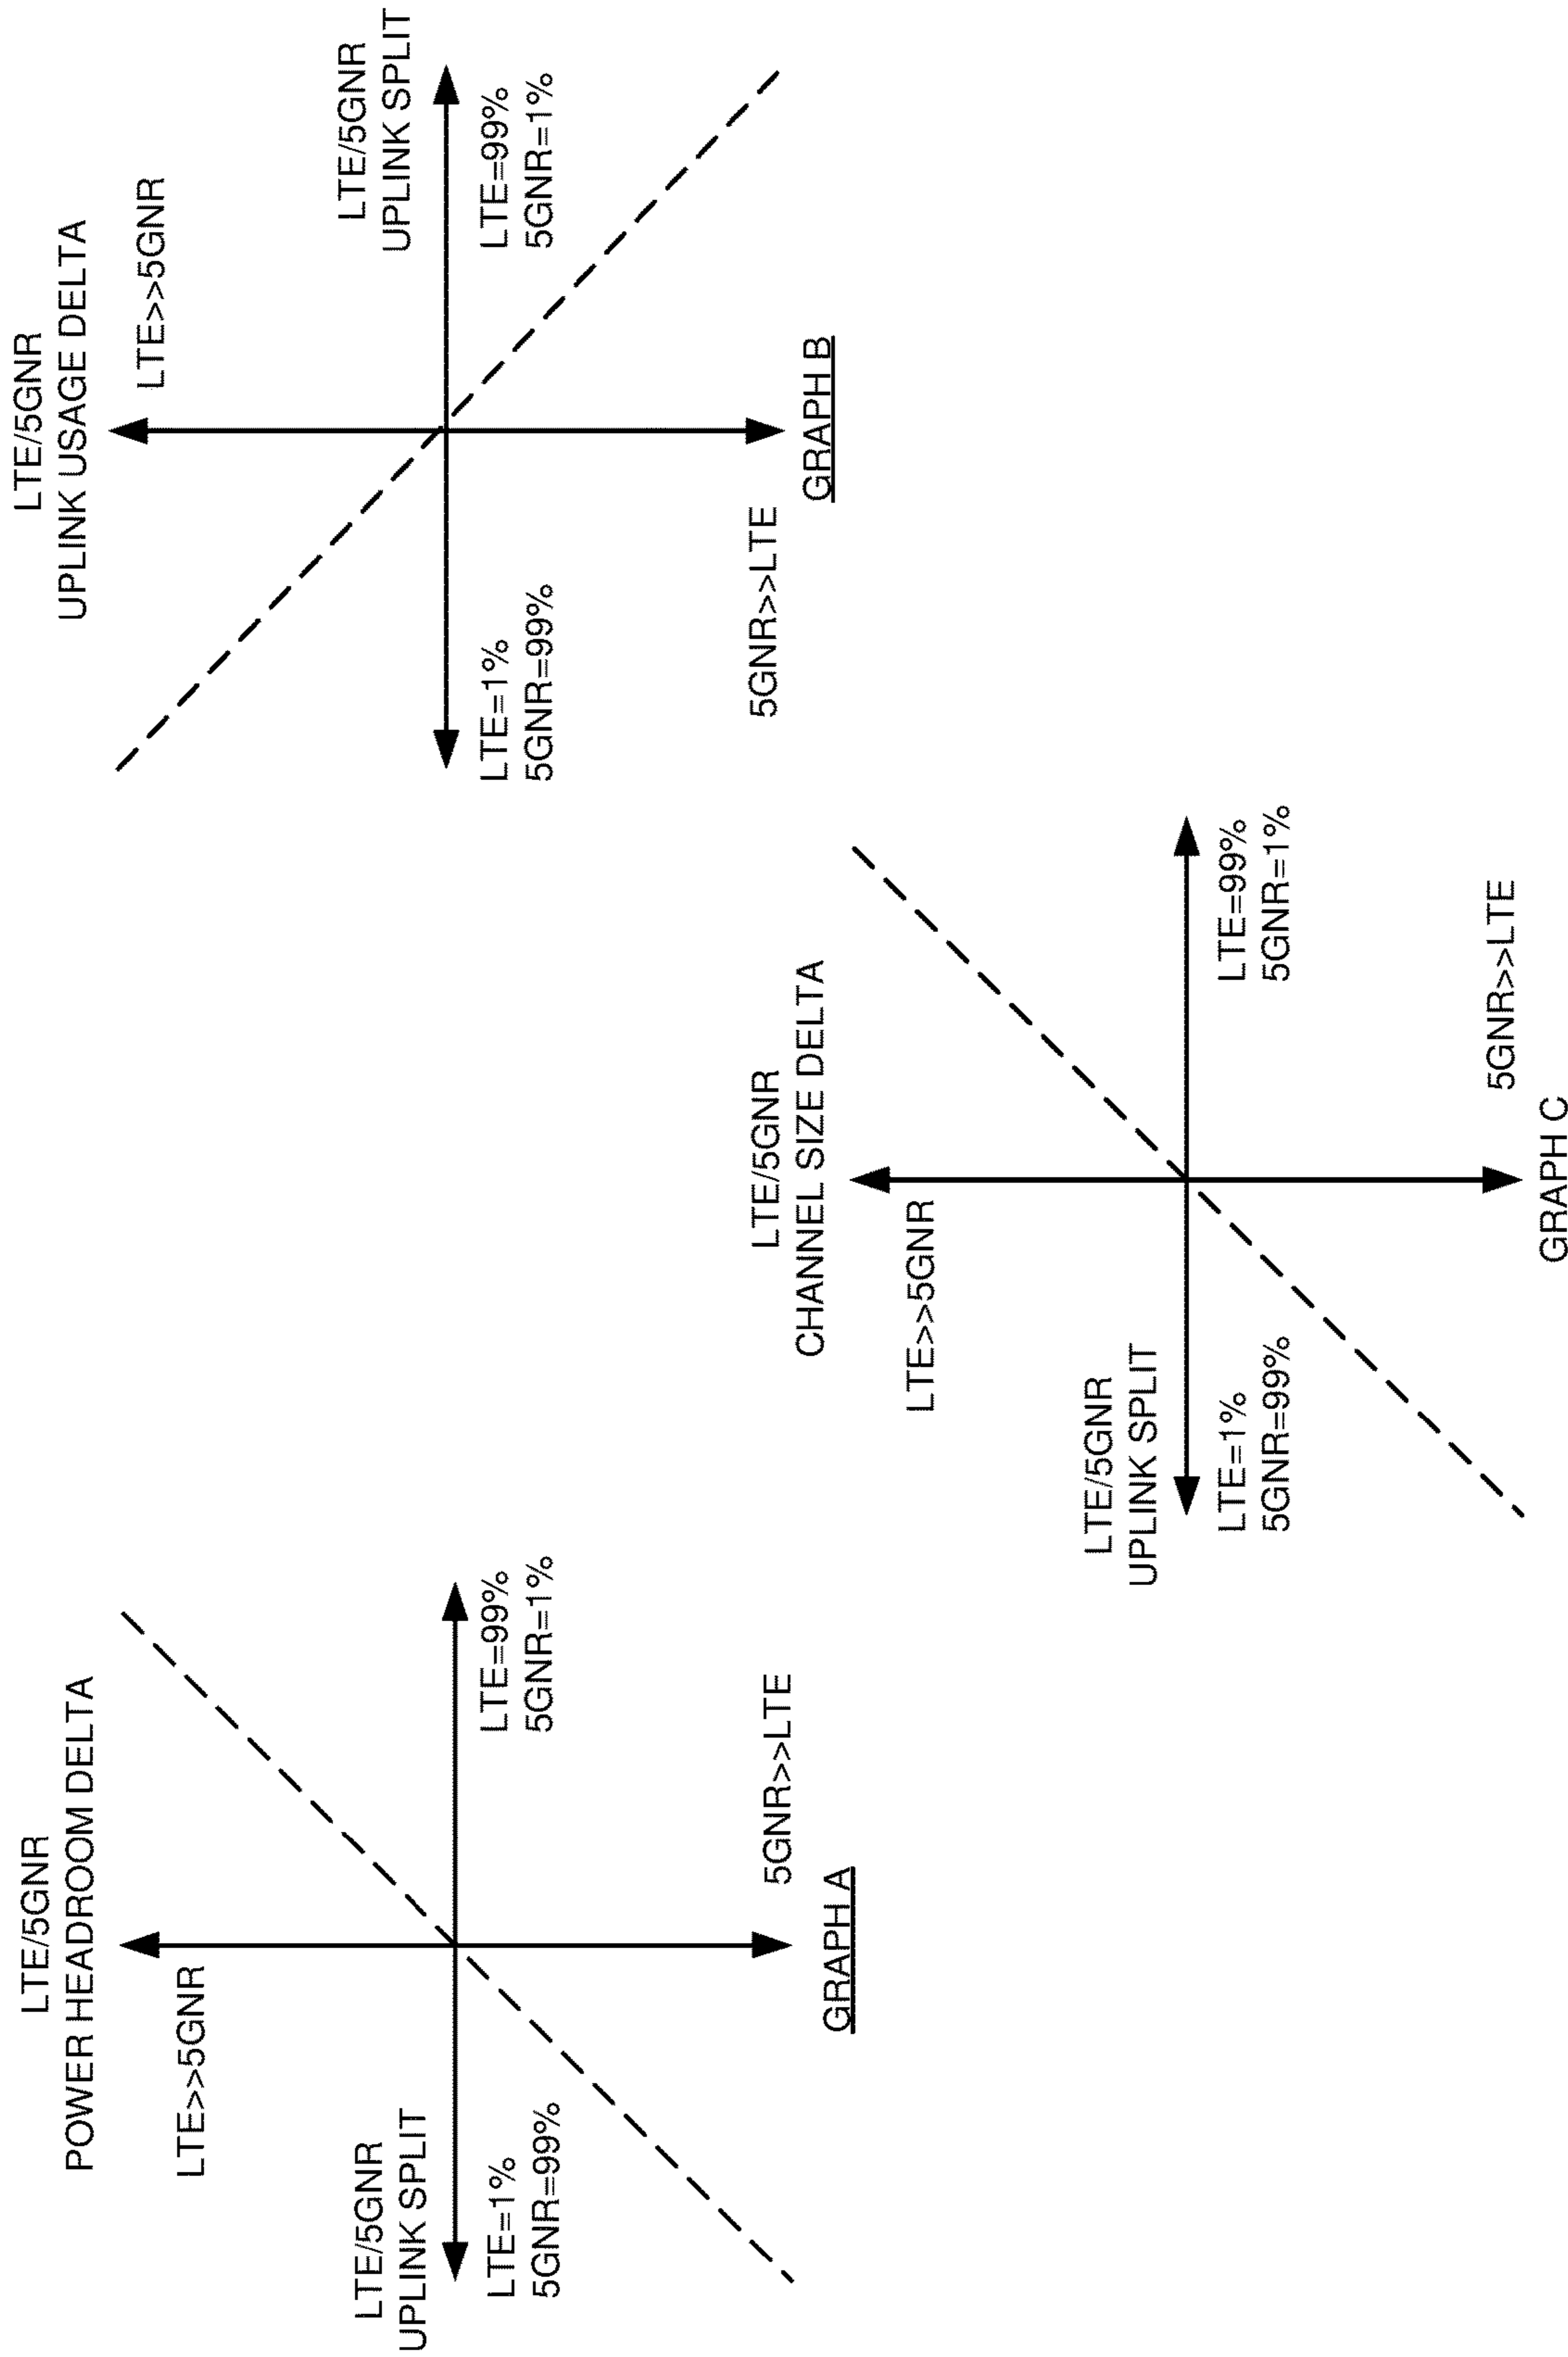 LTE/5GNR
POWER HEADROOM DELTA
LTE>>5GNR
LTE/5GNR
UPLINK SPLIT
LTE=1%
5GNR=99%
LTE=99%
5GNR=1%
5GNR>>LTE
GRAPH A
LTE/5GNR
UPLINK USAGE DELTA
LTE>>5GNR
LTE/5GNR
UPLINK SPLIT
LTE=1%
5GNR=99%
LTE=99%
5GNR=1%
5GNR>>LTE
GRAPH B
LTE/5GNR
CHANNEL SIZE DELTA
LTE>>5GNR
LTE/5GNR
UPLINK SPLIT
LTE=1%
5GNR=99%
LTE=99%
5GNR=1%
5GNR>>LTE
GRAPH C